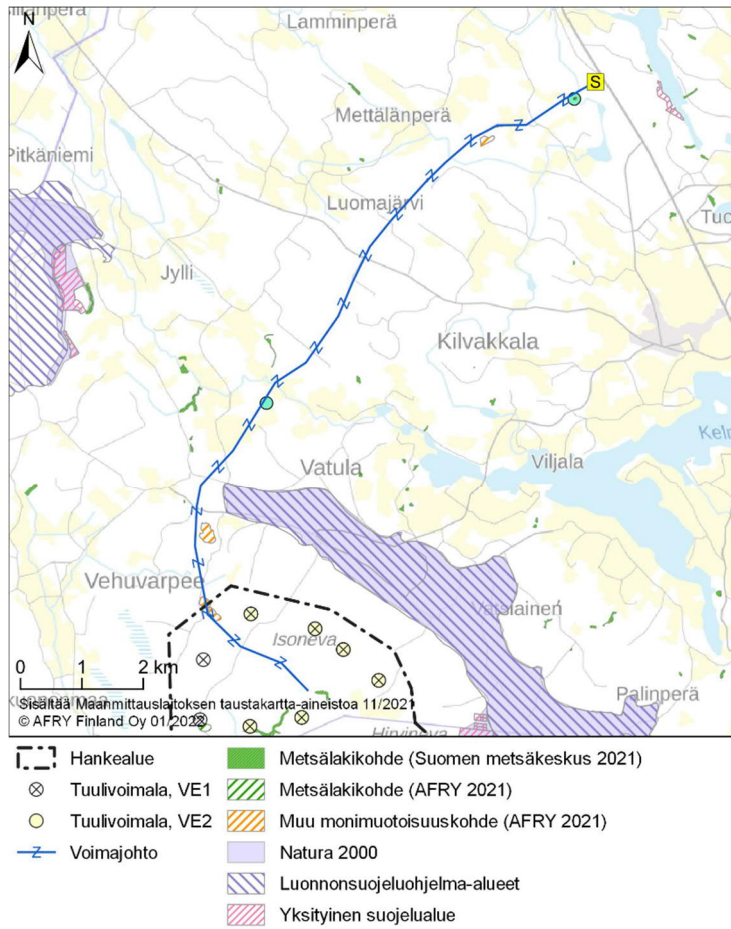 N
Lamminperä
S
Mettälänperä
Pitkäniemi
Luomajärvi
Tuo
Jylli
Kilvakkala
Vatula
Viljala
Keln
Vehuvarpee
Isoneva
0 1 2 km
Palinperä
Sisältää Maanmittauslaitoksen taustakartta-aineistoa 11/2021
© AFRY Finland Oy 01/2022
Hirvineva
Hankealue
Tuulivoimala, VE1
Tuulivoimala, VE2
Voimajohto
Metsälakikohde (Suomen metsäkeskus 2021)
Metsälakikohde (AFRY 2021)
Muu monimuotoisuuskohde (AFRY 2021)
Natura 2000
Luonnonsuojeluohjelma-alueet
Yksityinen suojelualue